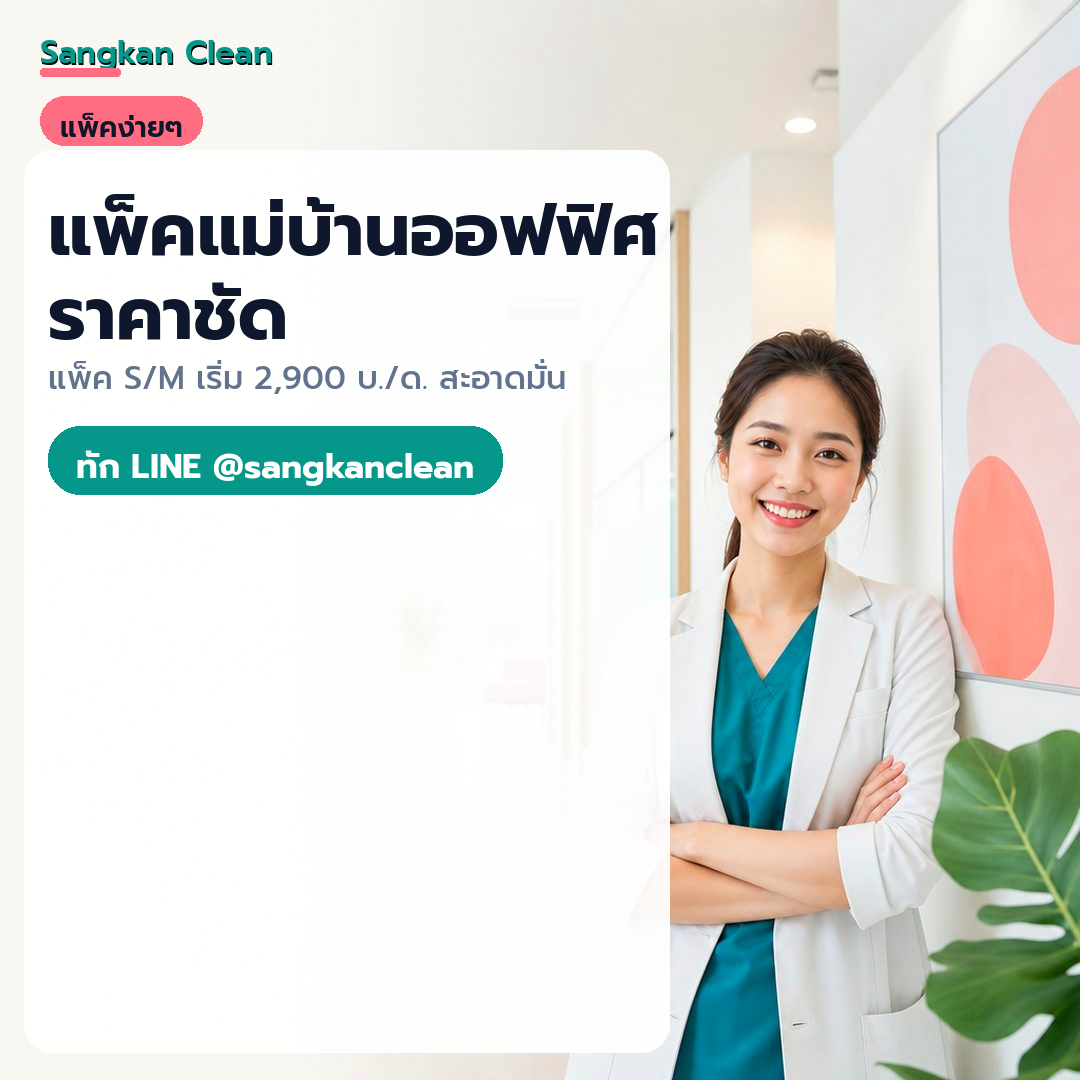 Sangkan Clean
แพ็คง่ายๆ
แพ็คแม่บ้านออฟฟิศ
ราคาชัด
แพ็ค S/M เริ่ม 2,900 บ./ด. สะอาดมั่น
ทัก LINE @sangkanclean